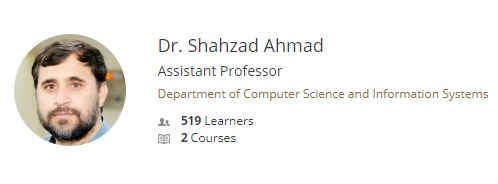 Dr. Shahzad Ahmad
Assistant Professor
Department of Computer Science and Information Systems
519 Learners
2 Courses